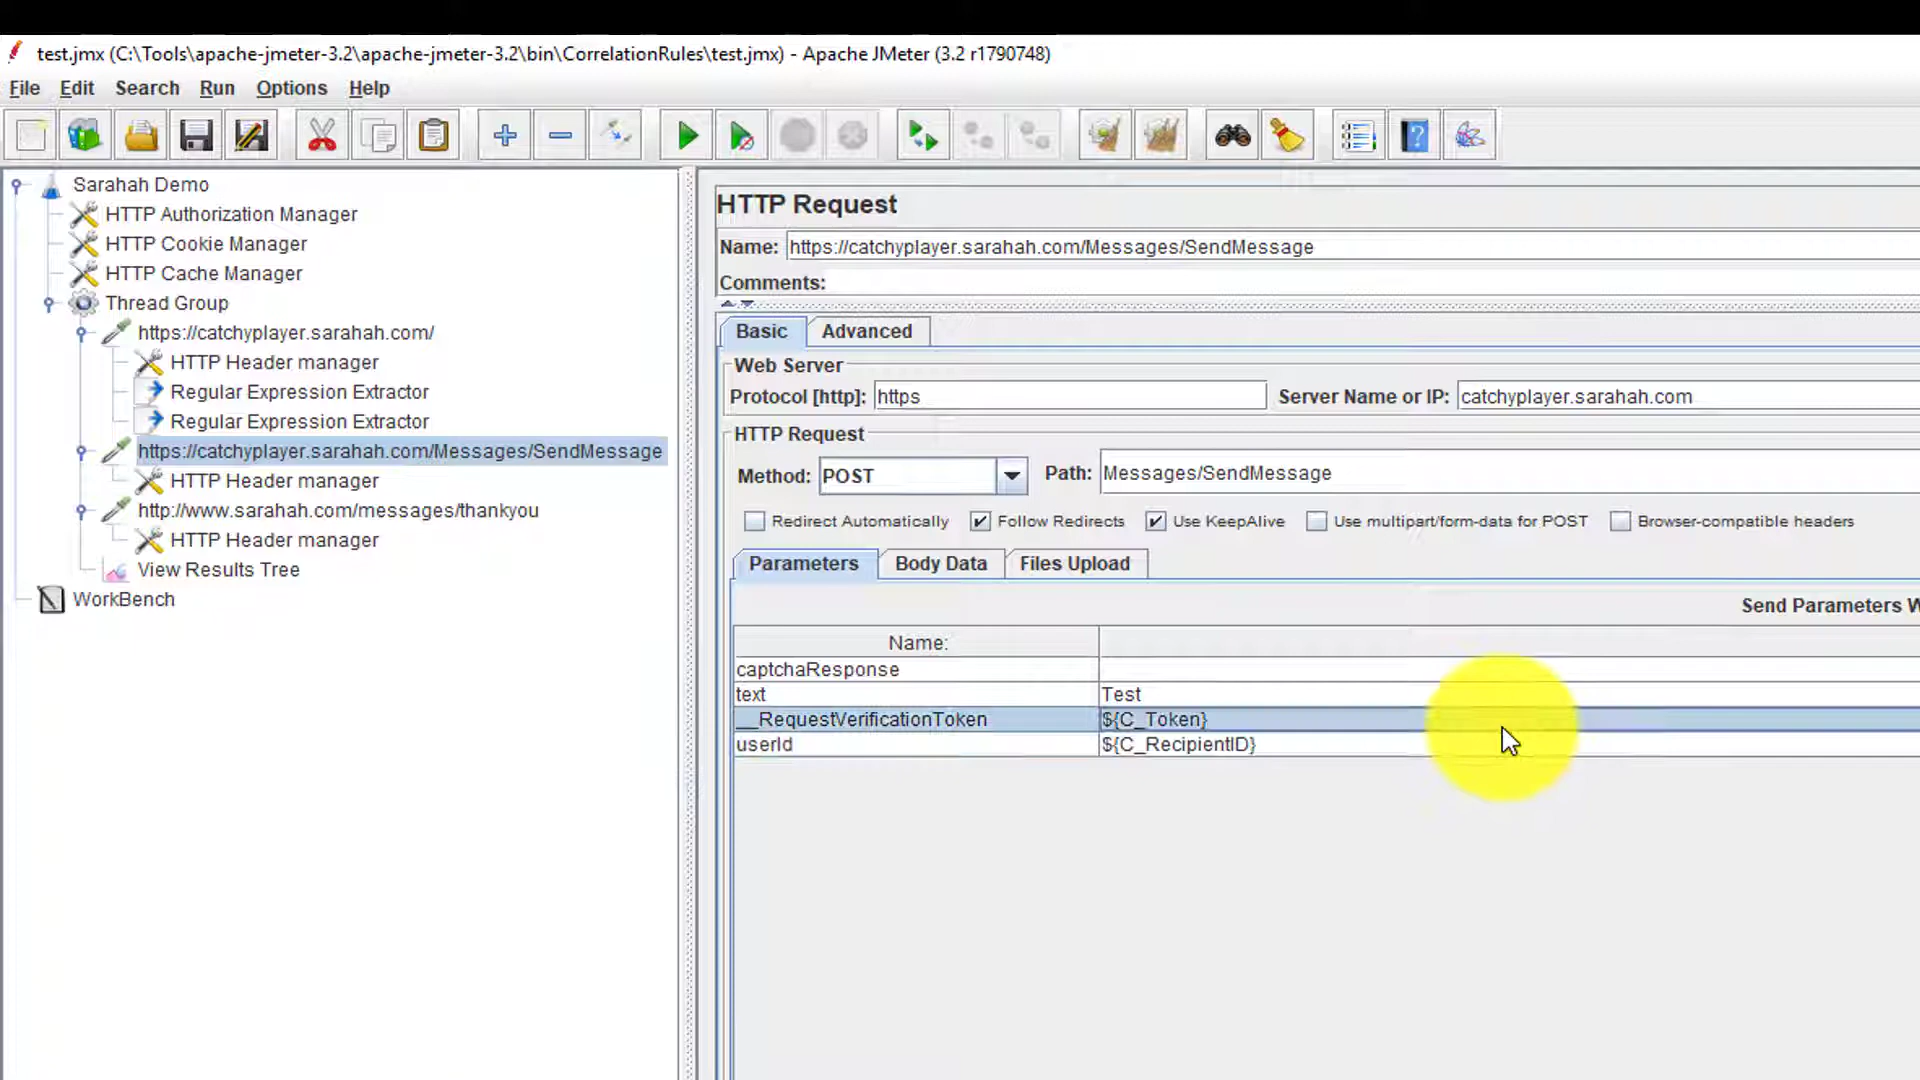 test.jmx (C:\Tools\apache-jmeter-3.2\apache-jmeter-3.2\bin\CorrelationRules\test.jmx) - Apache JMeter (3.2 r1790748)
File Edit Search Run Options Help
Sarahah Demo
HTTP Authorization Manager
HTTP Cookie Manager
HTTP Cache Manager
Thread Group
https://catchyplayer.sarahah.com/
HTTP Header manager
Regular Expression Extractor
Regular Expression Extractor
https://catchyplayer.sarahah.com/Messages/SendMessage
HTTP Header manager
http://www.sarahah.com/messages/thankyou
HTTP Header manager
View Results Tree
WorkBench
HTTP Request
Name: https://catchyplayer.sarahah.com/Messages/SendMessage
Comments:
Basic Advanced
Web Server
Protocol [http]: https Server Name or IP: catchyplayer.sarahah.com
HTTP Request
Method: POST Path: Messages/SendMessage
Redirect Automatically Follow Redirects Use KeepAlive Use multipart/form-data for POST Browser-compatible headers
Parameters Body Data Files Upload
Send Parameters W
Name:
captchaResponse
text Test
__RequestVerificationToken ${C_Token}
userId ${C_RecipientID}